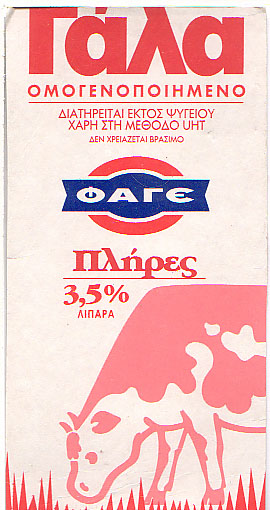 Γάλα
ΟΜΟΓΕΝΟΠΟΙΗΜΕΝΟ
ΔΙΑΤΗΡΕΙΤΑΙ ΕΚΤΟΣ ΨΥΓΕΙΟΥ
ΧΑΡΗ ΣΤΗ ΜΕΘΟΔΟ UHT
ΔΕΝ ΧΡΕΙΑΖΕΤΑΙ ΒΡΑΣΙΜΟ
ΦΑΓΕ
Πλήρες
3,5%
ΛΙΠΑΡΑ